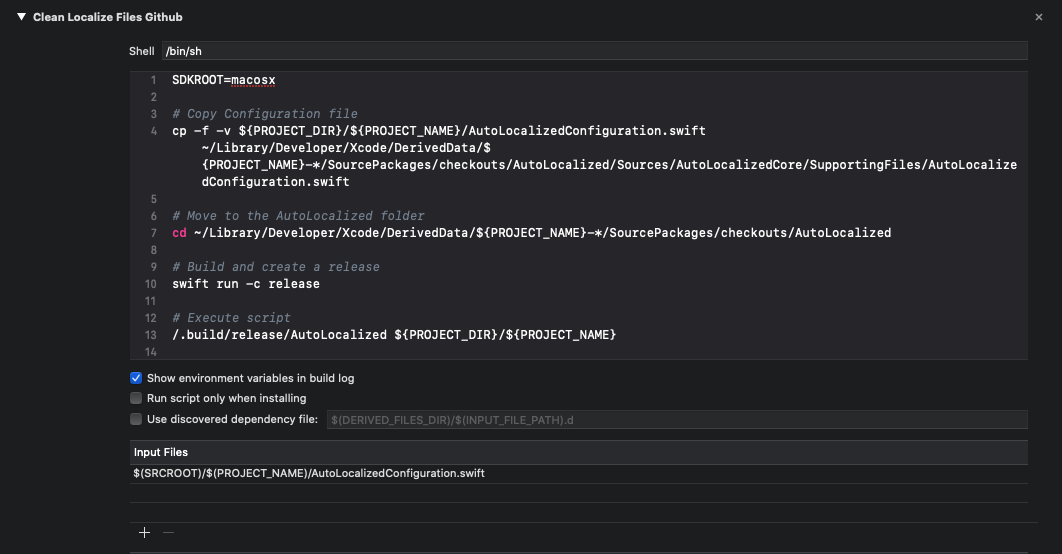 ▼ Clean Localize Files Github ×
Shell /bin/sh
1 SDKROOT=macosx
2
3 # Copy Configuration file
4 cp -f -v ${PROJECT_DIR}/${PROJECT_NAME}/AutoLocalizedConfiguration.swift
~/Library/Developer/Xcode/DerivedData/$
{PROJECT_NAME}-*/SourcePackages/checkouts/AutoLocalized/Sources/AutoLocalizedCore/SupportingFiles/AutoLocalize
dConfiguration.swift
5
6 # Move to the AutoLocalized folder
7 cd ~/Library/Developer/Xcode/DerivedData/${PROJECT_NAME}-*/SourcePackages/checkouts/AutoLocalized
8
9 # Build and create a release
10 swift run -c release
11
12 # Execute script
13 /.build/release/AutoLocalized ${PROJECT_DIR}/${PROJECT_NAME}
14
Show environment variables in build log
Run script only when installing
Use discovered dependency file: $(DERIVED_FILES_DIR)/$(INPUT_FILE_PATH).d
Input Files
$(SRCROOT)/$(PROJECT_NAME)/AutoLocalizedConfiguration.swift
+ —